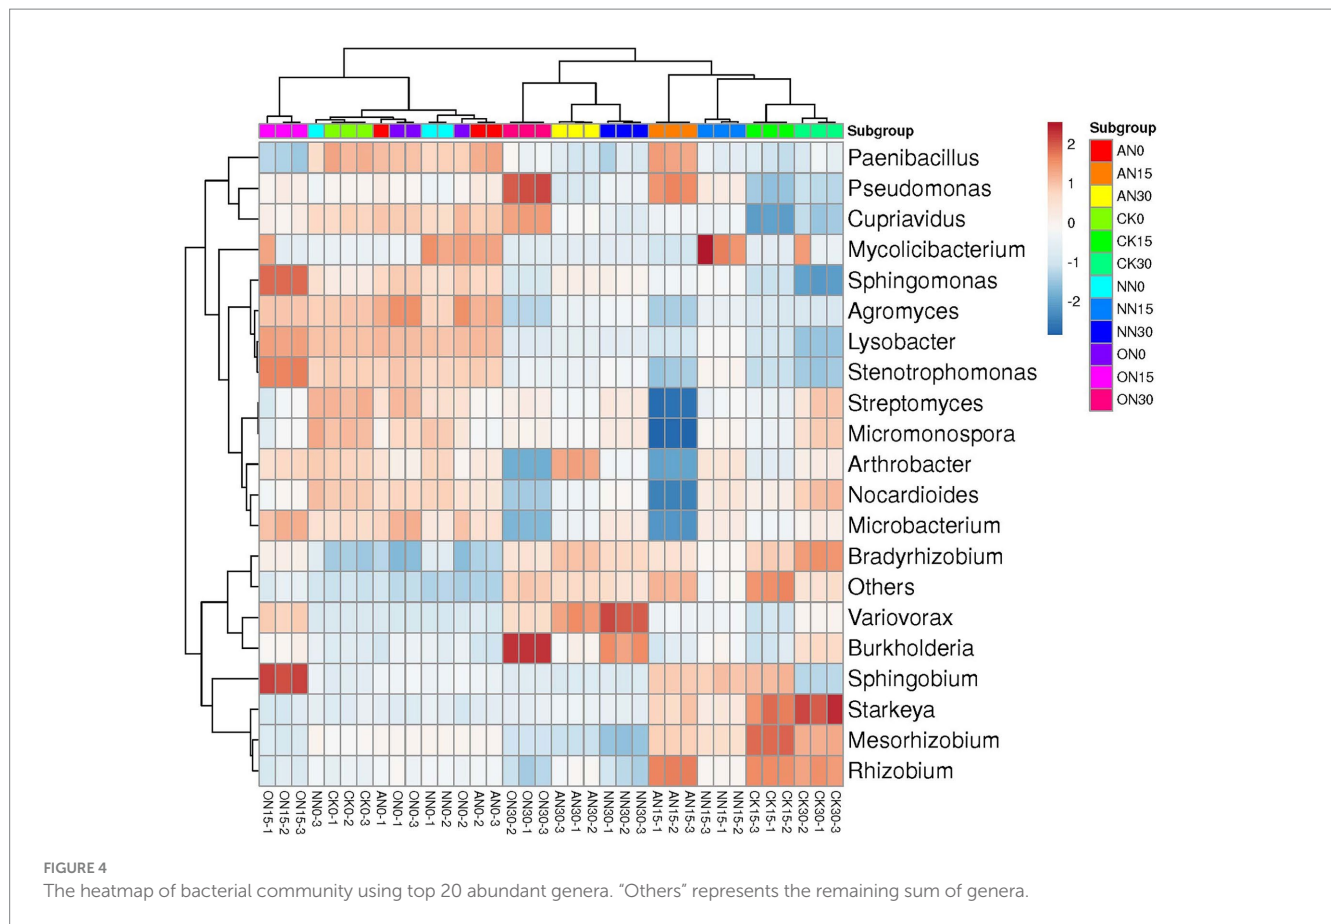 Subgroup
Paenibacillus
Pseudomonas
Cupriavidus
Mycolicibacterium
Sphingomonas
Agromyces
Lysobacter
Stenotrophomonas
Streptomyces
Micromonospora
Arthrobacter
Nocardioides
Microbacterium
Bradyrhizobium
Others
Variovorax
Burkholderia
Sphingobium
Starkeya
Mesorhizobium
Rhizobium
2
1
0
-1
-2
Subgroup
AN0
AN15
AN30
CK0
CK15
CK30
NN0
NN15
NN30
ON0
ON15
ON30
ON15-1
ON15-2
ON15-3
NN0-3
CK0-1
CK0-2
CK0-3
AN0-1
ON0-1
ON0-3
NN0-1
NN0-2
ON0-2
AN0-2
AN0-3
ON30-2
ON30-1
ON30-3
AN30-3
AN30-1
AN30-2
NN30-1
NN30-2
NN30-3
AN15-1
AN15-2
AN15-3
NN15-3
NN15-1
NN15-2
CK15-3
CK15-1
CK15-2
CK30-2
CK30-1
CK30-3
FIGURE 4
The heatmap of bacterial community using top 20 abundant genera. “Others” represents the remaining sum of genera.